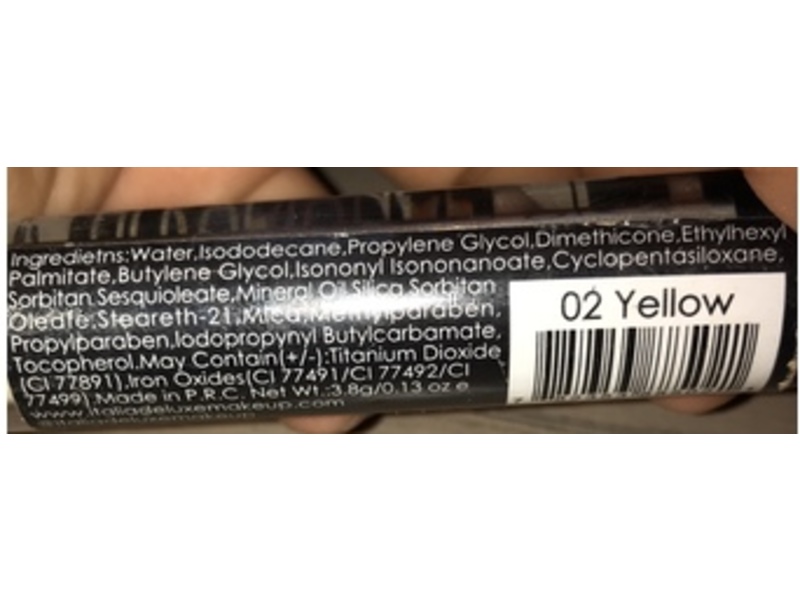 Ingredietns:Water,Isododecane,Propylene Glycol,Dimethicone,Ethylhexyl
Palmitate,Butylene Glycol,Isononyl Isononanoate,Cyclopentasiloxane,
Sorbitan Sesquioleate,Mineral Oil,Silica,Sorbitan
Oleate,Steareth-21,Mica,Methylparaben,
Propylparaben,Iodopropynyl Butylcarbamate,
Tocopherol.May Contain(+/-):Titanium Dioxide
(CI 77891),Iron Oxides(CI 77491/CI 77492/CI
77499).Made in P.R.C. Net Wt.:3.8g/0.13 oz e
www.italiadeluxemakeup.com
@italiadeluxemakeup
02 Yellow